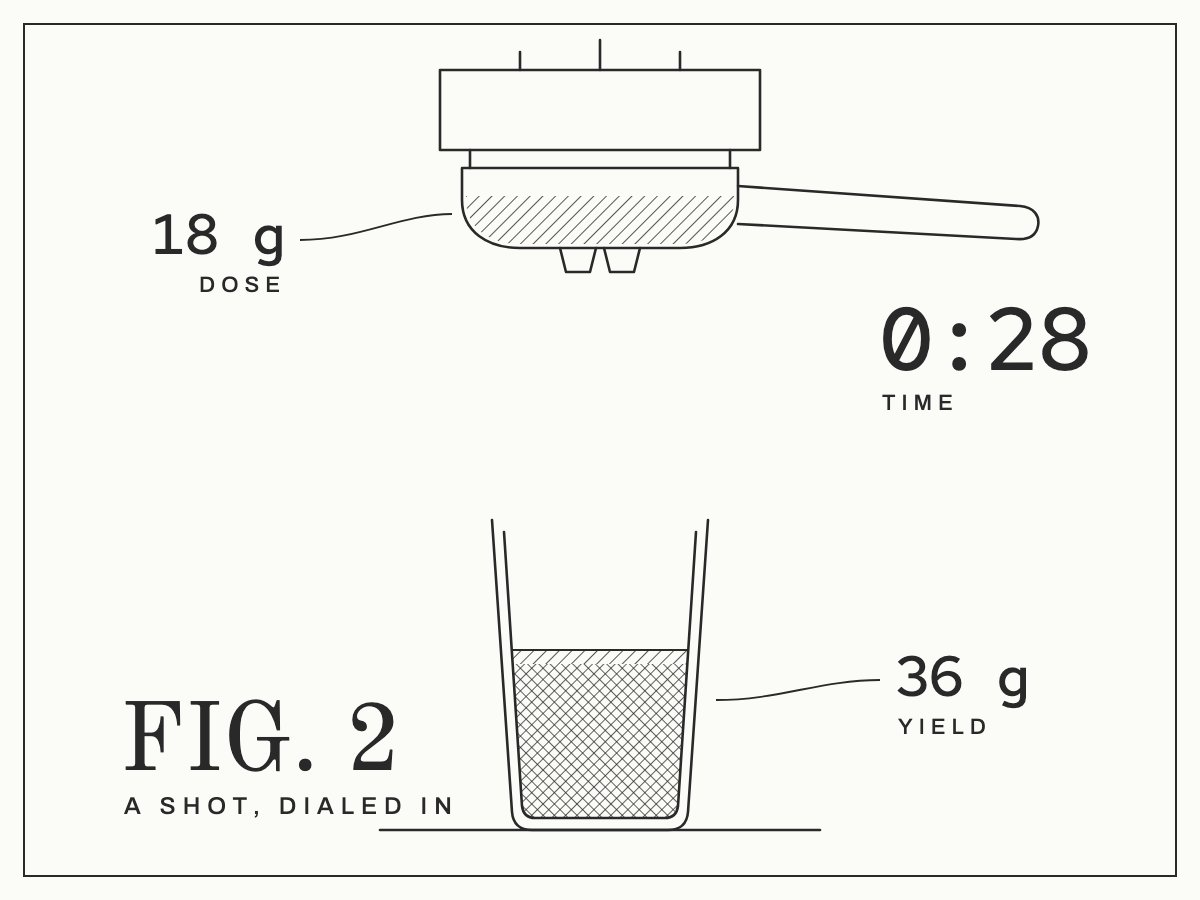 18 g
DOSE
0:28
TIME
36 g
YIELD
FIG. 2
A SHOT, DIALED IN